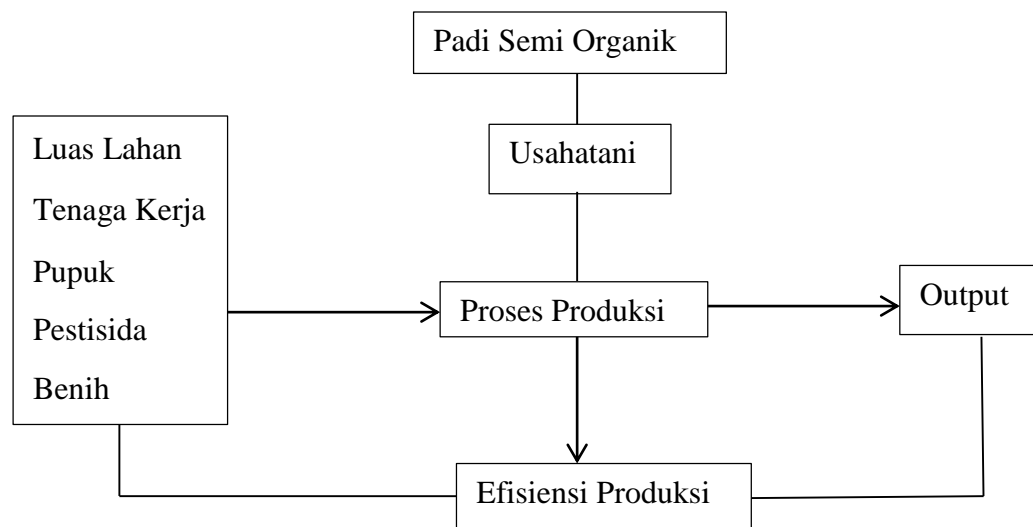 Padi Semi Organik
Usahatani
Luas Lahan
Tenaga Kerja
Pupuk
Pestisida
Benih
Proses Produksi
Output
Efisiensi Produksi